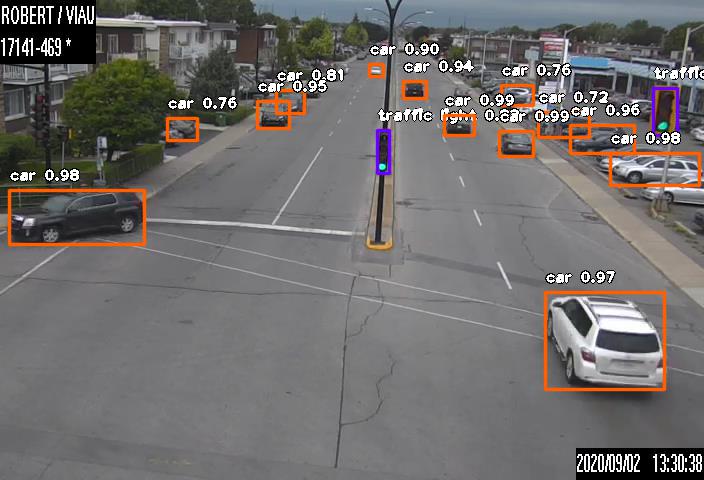 ROBERT / VIAU
17141-469 *
car 0.90
car 0.94
car 0.81
car 0.76
traffic
car 0.95
car 0.76
car 0.99
car 0.72
car 0.96
traffic light 0.
car 0.99
car 0.98
car 0.98
car 0.97
2020/09/02 13:30:38